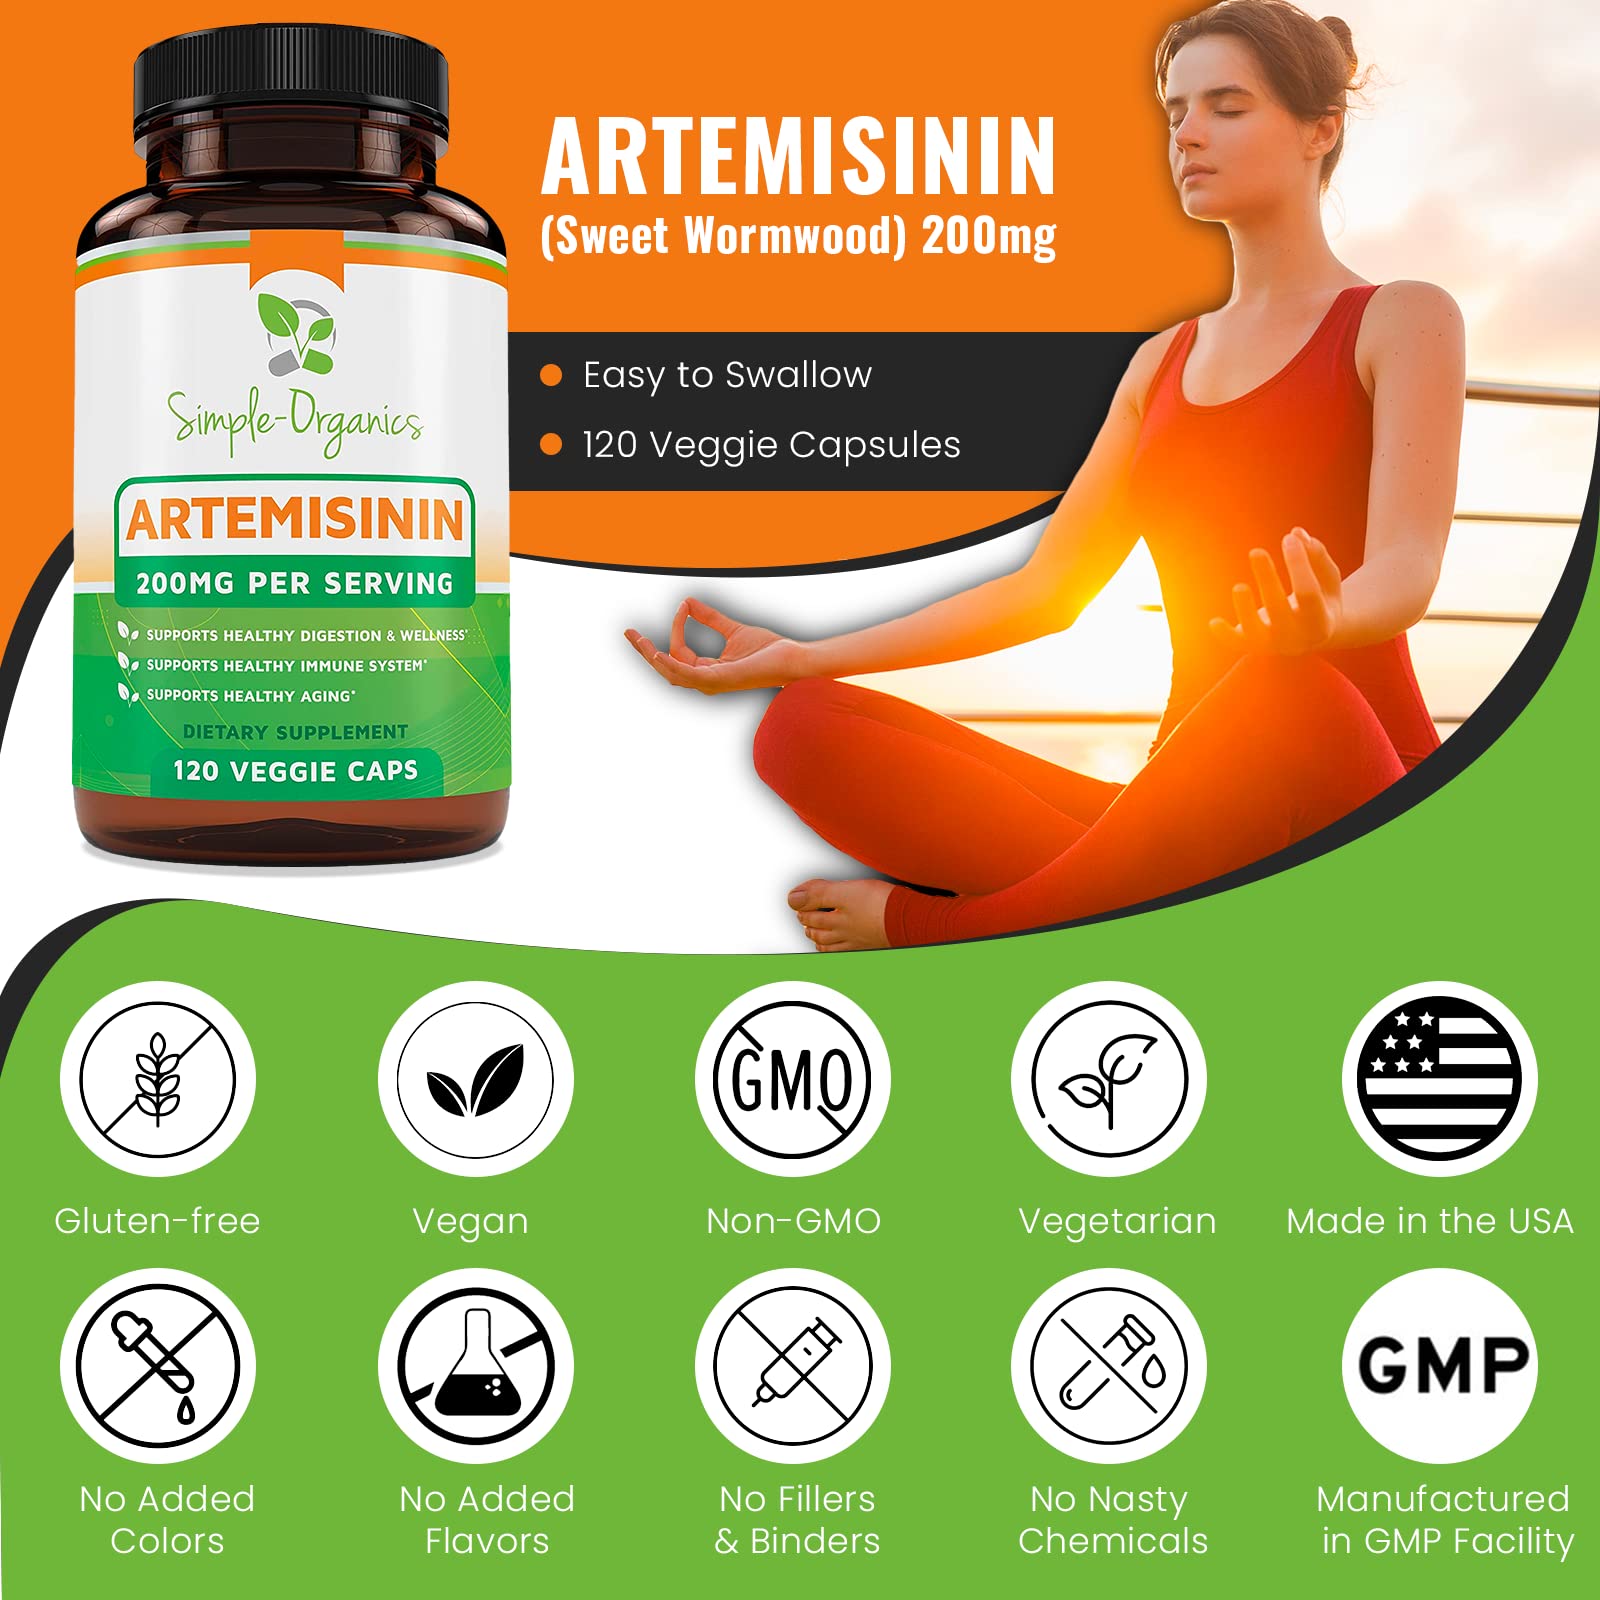 Simple-Organics
ARTEMISININ
200MG PER SERVING
SUPPORTS HEALTHY DIGESTION & WELLNESS*
SUPPORTS HEALTHY IMMUNE SYSTEM*
SUPPORTS HEALTHY AGING*
DIETARY SUPPLEMENT
120 VEGGIE CAPS
ARTEMISININ
(Sweet Wormwood) 200mg
Easy to Swallow
120 Veggie Capsules
GMO
Gluten-free
Vegan
Non-GMO
Vegetarian
Made in the USA
GMP
No Added
Colors
No Added
Flavors
No Fillers
& Binders
No Nasty
Chemicals
Manufactured
in GMP Facility